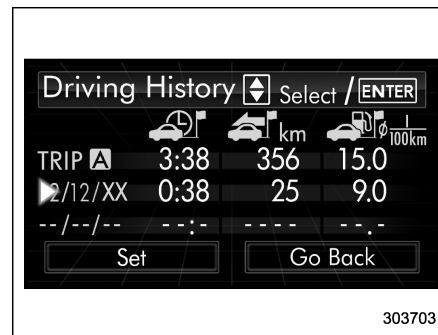 Driving History Select / ENTER
km ø l/100km
TRIP A 3:38 356 15.0
2/12/XX 0:38 25 9.0
--/--/-- --:- ---- --.-
Set Go Back
303703